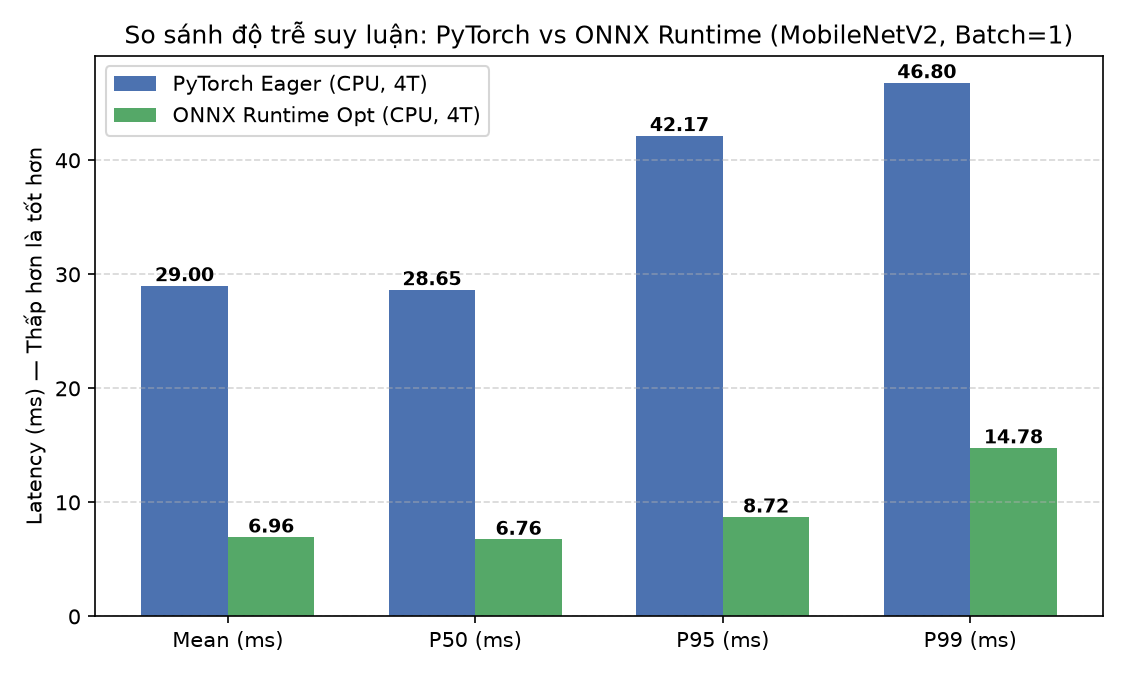 So sánh độ trễ suy luận: PyTorch vs ONNX Runtime (MobileNetV2, Batch=1)
PyTorch Eager (CPU, 4T)
ONNX Runtime Opt (CPU, 4T)
Latency (ms) — Thấp hơn là tốt hơn
40
30
20
10
0
29.00
6.96
28.65
6.76
42.17
8.72
46.80
14.78
Mean (ms)
P50 (ms)
P95 (ms)
P99 (ms)